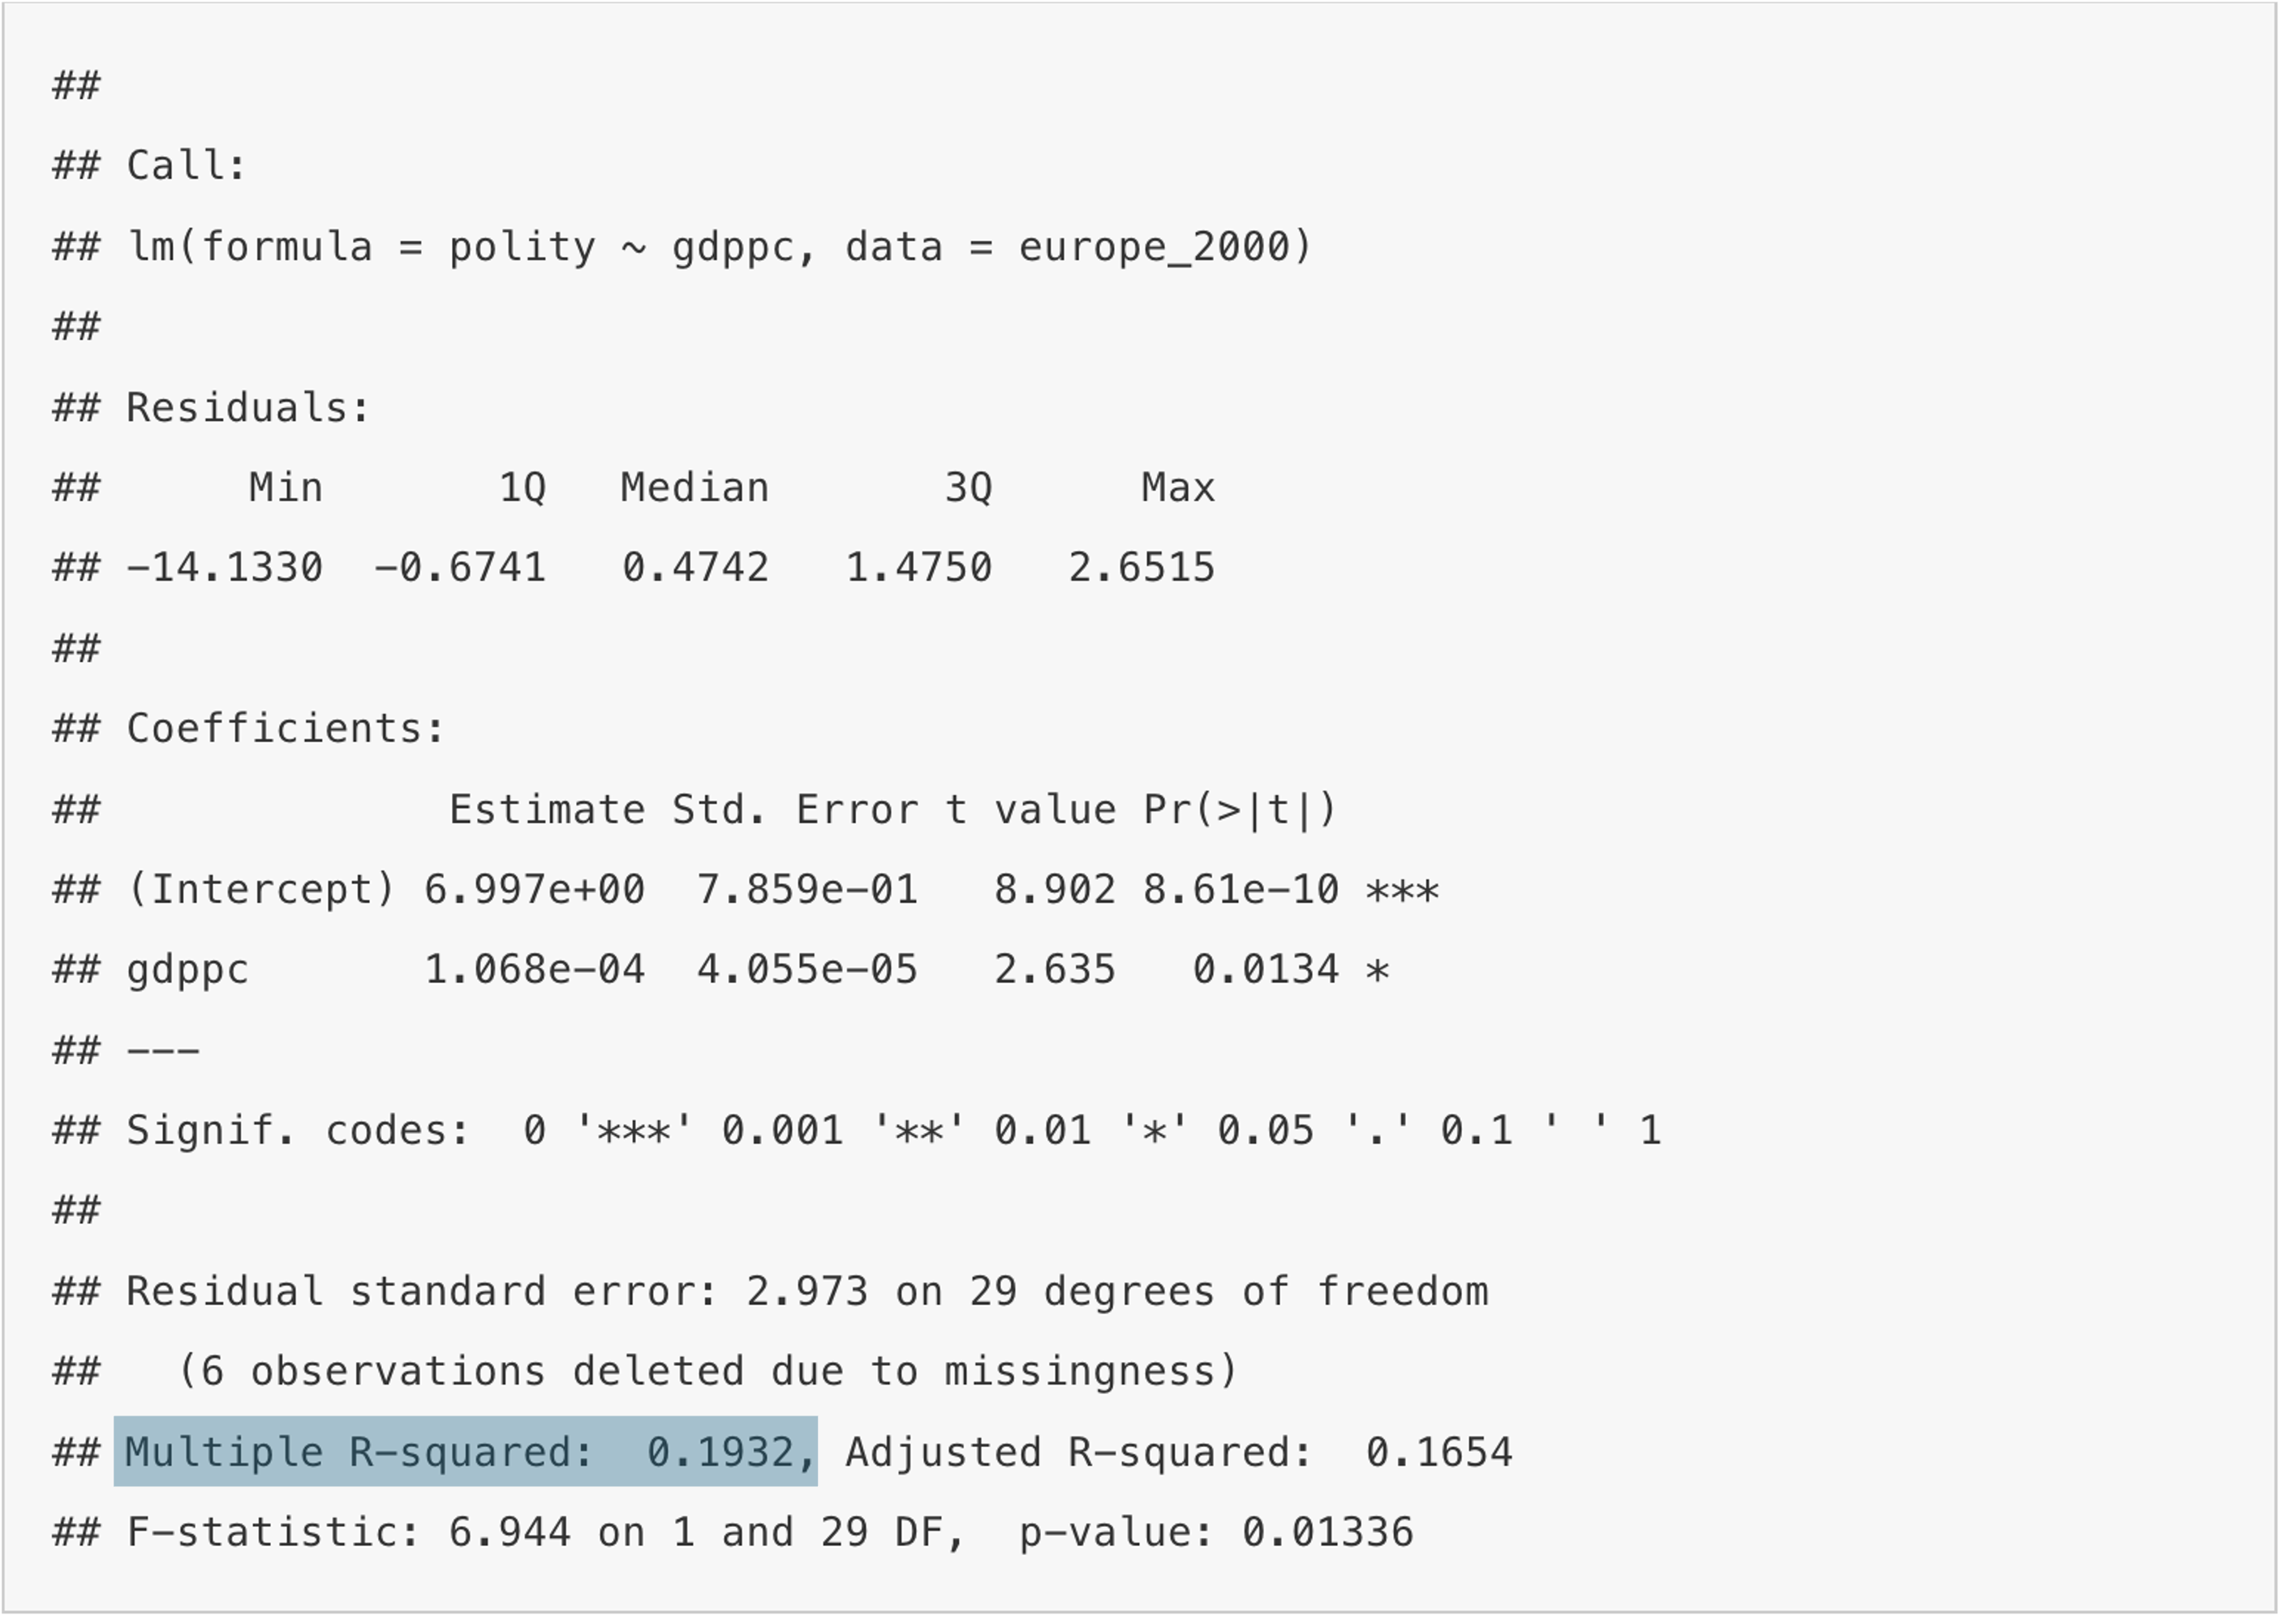 ##
## Call:
## lm(formula = polity ~ gdppc, data = europe_2000)
##
## Residuals:
##      Min       1Q   Median       3Q      Max
## −14.1330  −0.6741   0.4742   1.4750   2.6515
##
## Coefficients:
##              Estimate Std. Error t value Pr(>|t|)
## (Intercept) 6.997e+00  7.859e−01   8.902 8.61e−10 ***
## gdppc       1.068e−04  4.055e−05   2.635   0.0134 *
## −−−
## Signif. codes:  0 '***' 0.001 '**' 0.01 '*' 0.05 '.' 0.1 ' ' 1
##
## Residual standard error: 2.973 on 29 degrees of freedom
##   (6 observations deleted due to missingness)
## Multiple R−squared:  0.1932, Adjusted R−squared:  0.1654
## F−statistic: 6.944 on 1 and 29 DF,  p−value: 0.01336